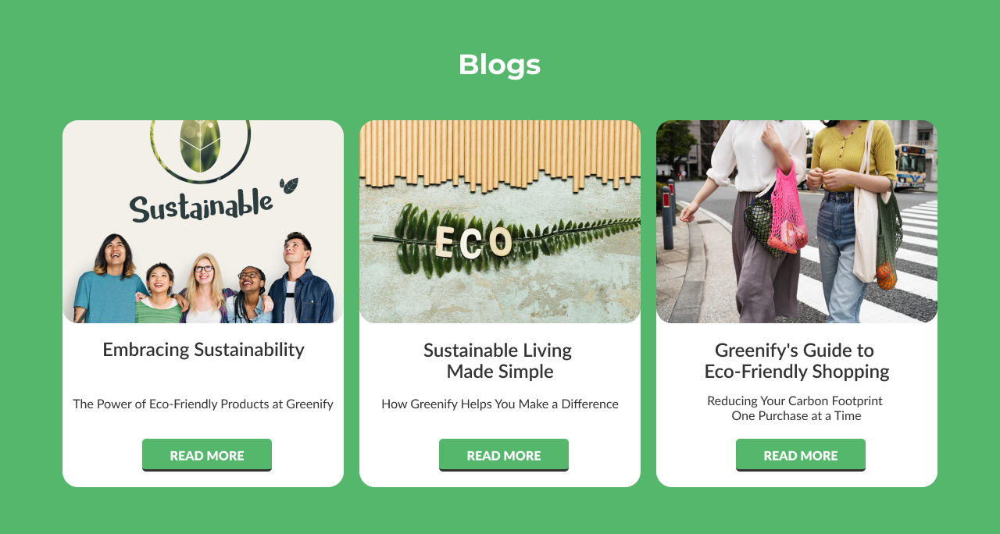 Blogs
Sustainable
ECO
Embracing Sustainability
The Power of Eco-Friendly Products at Greenify
READ MORE
Sustainable Living
Made Simple
How Greenify Helps You Make a Difference
READ MORE
Greenify's Guide to
Eco-Friendly Shopping
Reducing Your Carbon Footprint
One Purchase at a Time
READ MORE